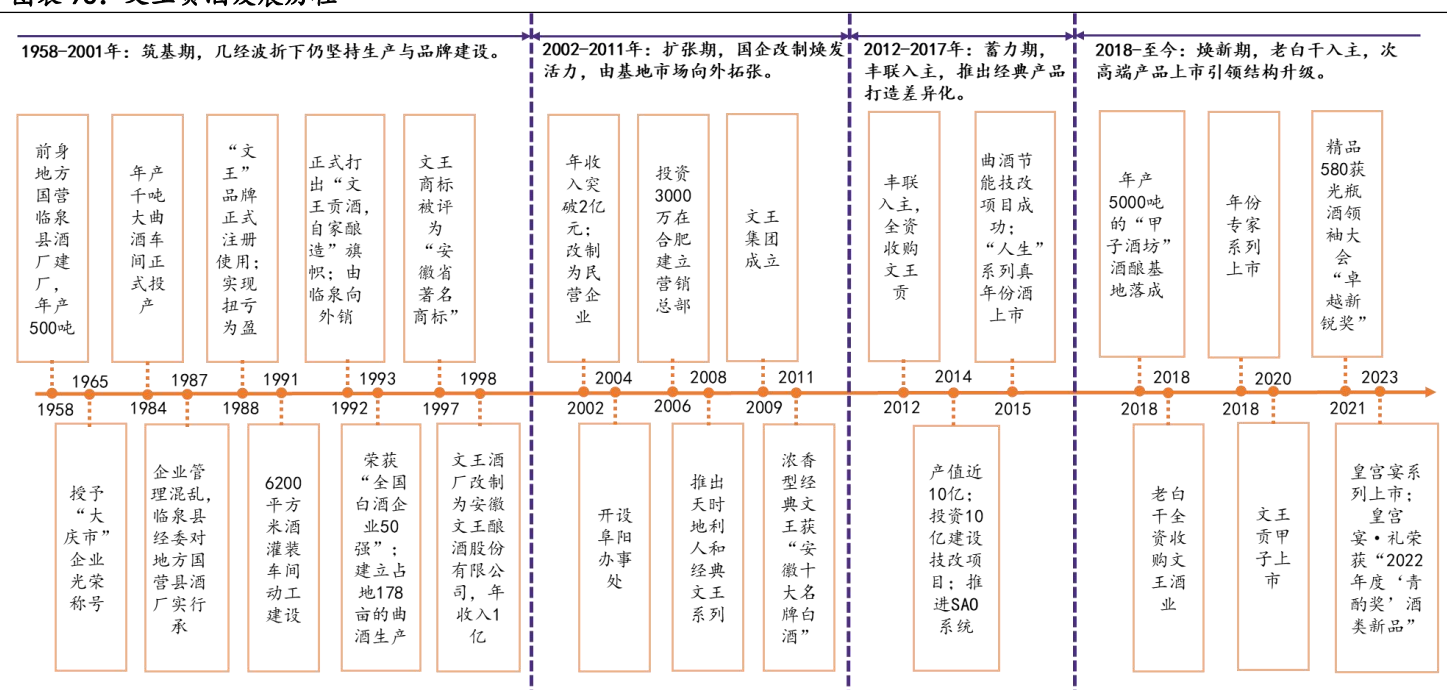 1958-2001年：筑基期，几经波折下仍坚持生产与品牌建设。
2002-2011年：扩张期，国企改制焕发
活力，由基地市场向外拓张。
2012-2017年：蓄力期，
丰联入主，推出经典产品
打造差异化。
2018-至今：焕新期，老白干入主，次
高端产品上市引领结构升级。
前身
地方
国营
临泉
县酒
厂建
厂，
年产
500吨
年产
千吨
大曲
酒车
间正
式投
产
“文
王”
品牌
正式
注册
使用；
实现
扭亏
为盈
正式打
出“文
王贡酒，
自家酿
造”旗
帜；由
临泉向
外销
文王
商标
被评
为
“安
徽省
著名
商标”
年收
入突
破2亿
元；
改制
为民
营企
业
投资
3000
万在
合肥
建立
营销
总部
文王
集团
成立
丰联
入主，
全资
收购
文王
贡
曲酒节
能技改
项目成
功；
“人生”
系列真
年份酒
上市
年产
5000吨
的“甲
子酒坊”
酒酿基
地落成
年份
专家
系列
上市
精品
580获
光瓶
酒领
袖大
会
“卓
越新
锐奖”
1965
1987
1991
1993
1998
2004
2008
2011
2014
2018
2020
2023
1958
1984
1988
1992
1997
2002
2006
2009
2012
2015
2018
2018
2021
授予
“大
庆市”
企业
光荣
称号
企业管
理混乱，
临泉县
经委对
地方国
营县酒
厂实行
承
6200
平方
米酒
灌装
车间
动工
建设
荣获
“全国
白酒企
业50
强”；
建立占
地178
亩的曲
酒生产
文王酒
厂改制
为安徽
文王酿
酒股份
有限公
司，年
收入1
亿
开设
阜阳
办事
处
推出
天时
地利
人和
经典
文王
系列
浓香
型经
典文
王获
“安
徽十
大名
牌白
酒”
产值近
10亿；
投资10
亿建设
技改项
目；推
进SAO
系统
老白
干全
资收
购文
王酒
业
文王
贡甲
子上
市
皇宫宴系
列上市；
皇宫
宴·礼荣
获“2022
年度‘青
酌奖’酒
类新品”